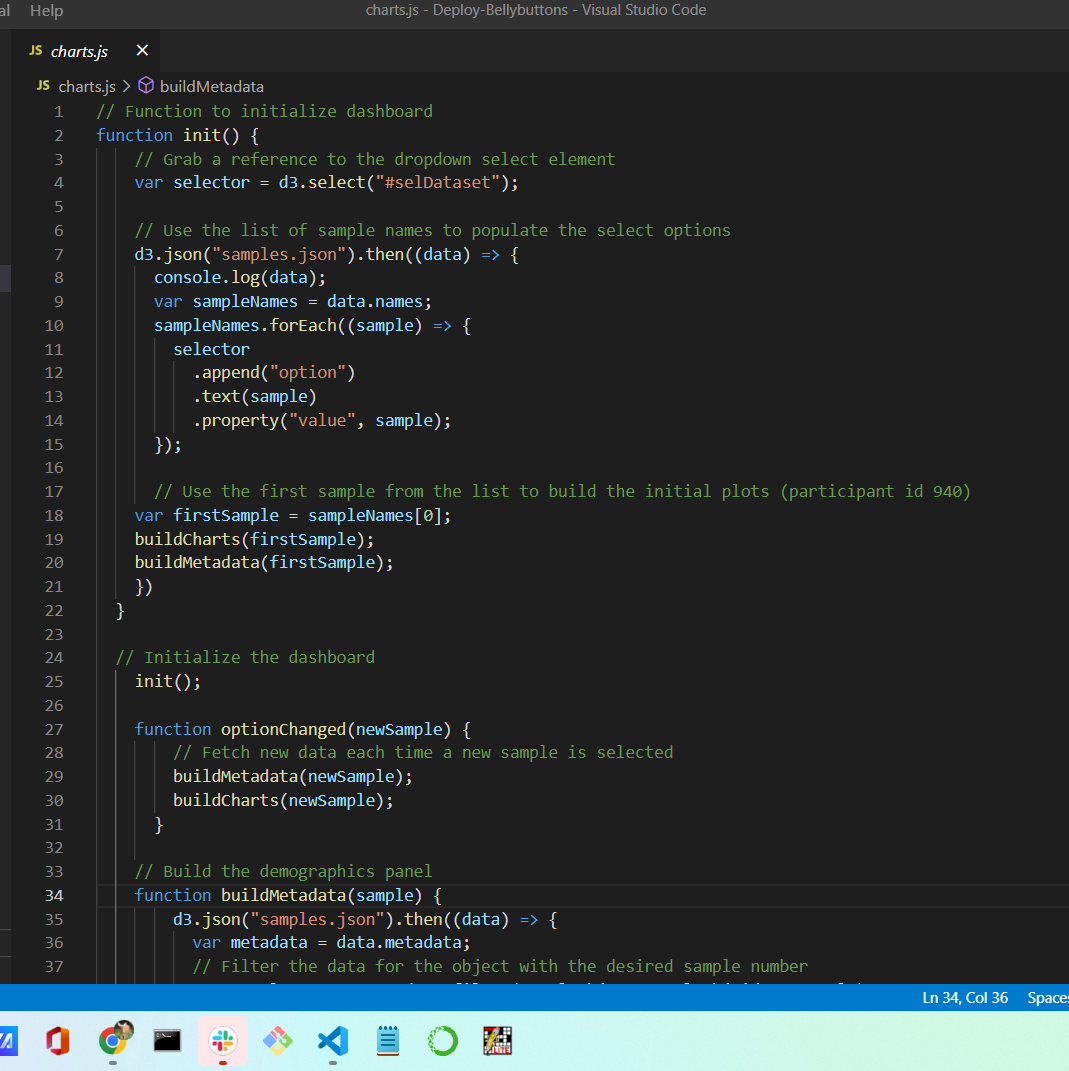 al Help charts.js - Deploy-Bellybuttons - Visual Studio Code
JS charts.js
JS charts.js > buildMetadata
1 // Function to initialize dashboard
2 function init() {
3 // Grab a reference to the dropdown select element
4 var selector = d3.select("#selDataset");
5
6 // Use the list of sample names to populate the select options
7 d3.json("samples.json").then((data) => {
8 console.log(data);
9 var sampleNames = data.names;
10 sampleNames.forEach((sample) => {
11 selector
12 .append("option")
13 .text(sample)
14 .property("value", sample);
15 });
16
17 // Use the first sample from the list to build the initial plots (participant id 940)
18 var firstSample = sampleNames[0];
19 buildCharts(firstSample);
20 buildMetadata(firstSample);
21 })
22 }
23
24 // Initialize the dashboard
25 init();
26
27 function optionChanged(newSample) {
28 // Fetch new data each time a new sample is selected
29 buildMetadata(newSample);
30 buildCharts(newSample);
31 }
32
33 // Build the demographics panel
34 function buildMetadata(sample) {
35 d3.json("samples.json").then((data) => {
36 var metadata = data.metadata;
37 // Filter the data for the object with the desired sample number
Ln 34, Col 36 Spaces
LITE